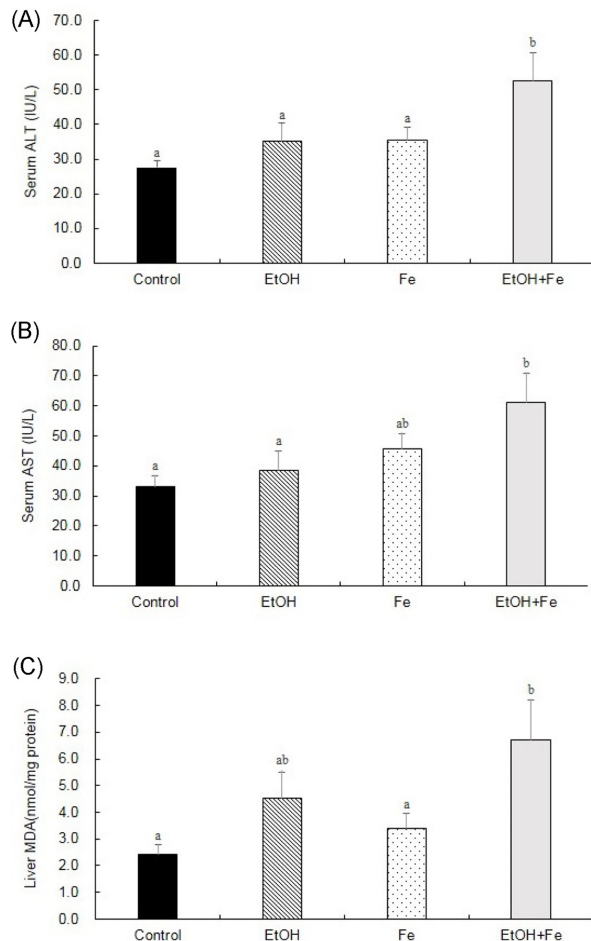 (A)
Serum ALT (IU/L)
70.0
60.0
50.0
40.0
30.0
20.0
10.0
0.0
a
a
a
b
Control EtOH Fe EtOH+Fe
(B)
Serum AST (IU/L)
80.0
70.0
60.0
50.0
40.0
30.0
20.0
10.0
0.0
a
a
ab
b
Control EtOH Fe EtOH+Fe
(C)
Liver MDA(nmol/mg protein)
9.0
8.0
7.0
6.0
5.0
4.0
3.0
2.0
1.0
0.0
a
ab
a
b
Control EtOH Fe EtOH+Fe